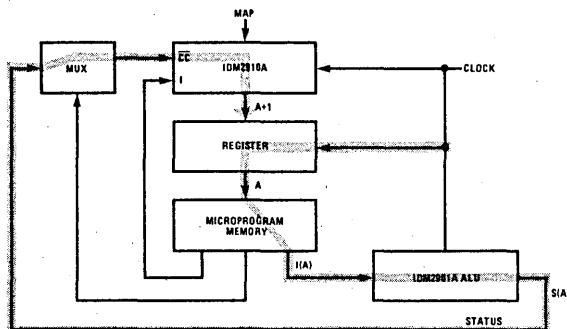 MAP
MUX
CC
I
IDM2910A
CLOCK
A+1
REGISTER
A
MICROPROGRAM
MEMORY
I(A)
IDM2901A ALU
S(A
STATUS